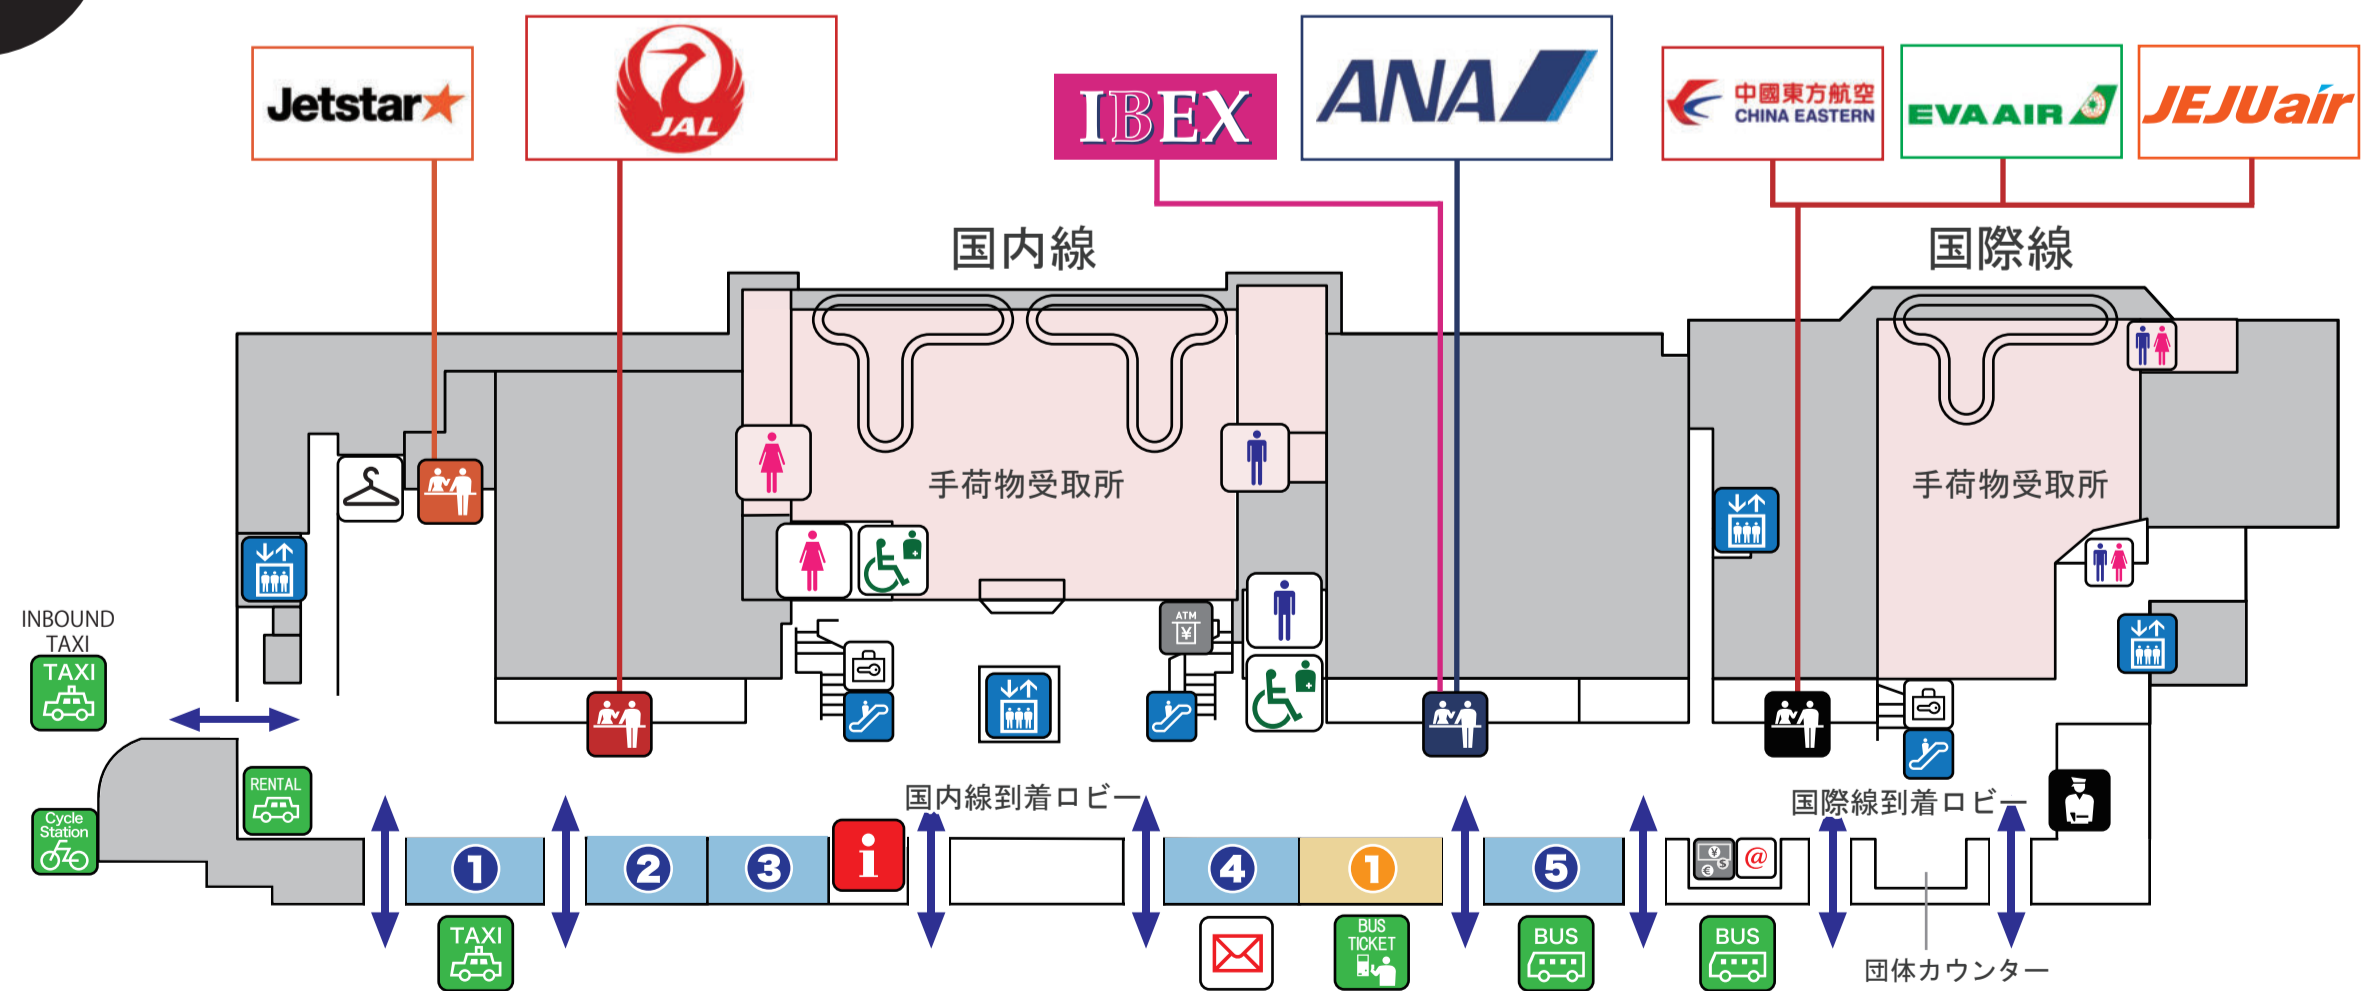 Jetstar
JAL
IBEX
ANA
中國東方航空
CHINA EASTERN
EVA AIR
JEJUair
国内線
国際線
手荷物受取所
手荷物受取所
INBOUND
TAXI
TAXI
ATM
¥
RENTAL
Cycle
Station
国内線到着ロビー
国際線到着ロビー
1
2
3
i
4
1
5
¥
$
€
@
TAXI
BUS
TICKET
BUS
BUS
団体カウンター